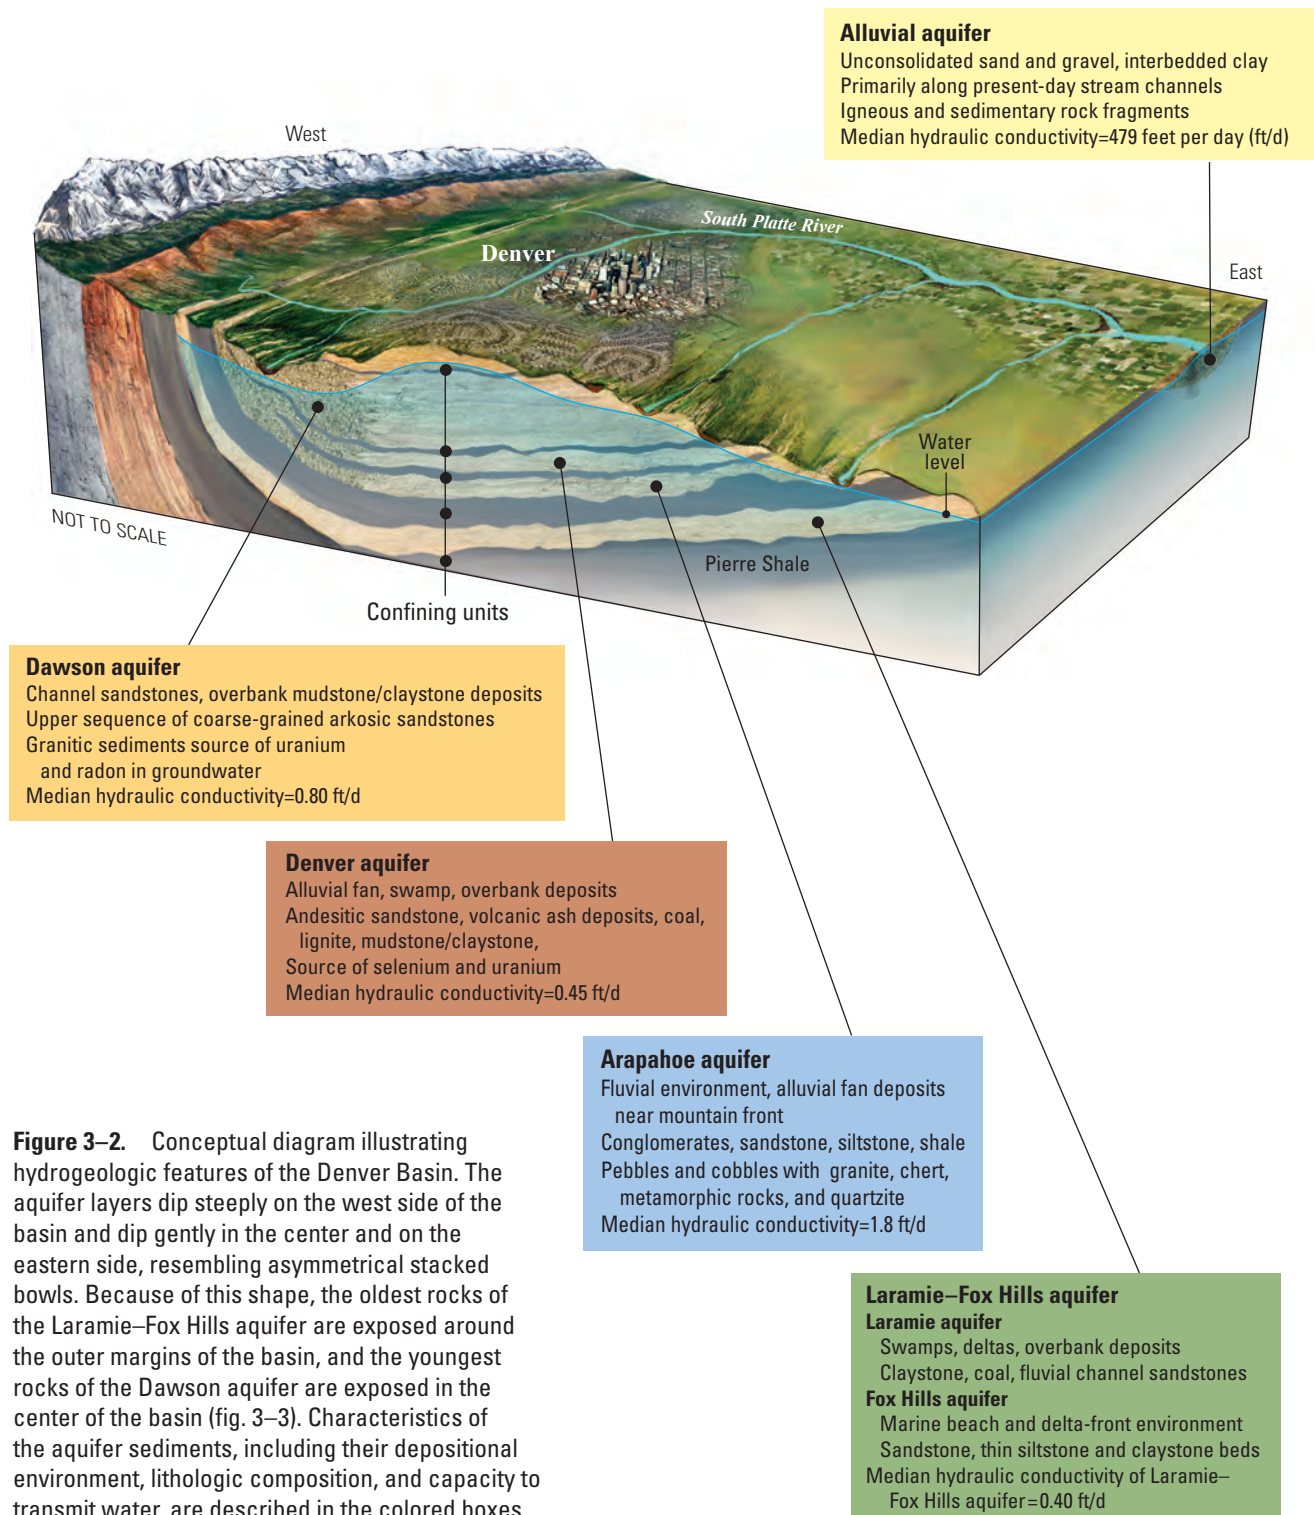 Alluvial aquifer
Unconsolidated sand and gravel, interbedded clay
Primarily along present-day stream channels
Igneous and sedimentary rock fragments
Median hydraulic conductivity=479 feet per day (ft/d)
West
South Platte River
Denver
East
Water
level
NOT TO SCALE
Pierre Shale
Confining units
Dawson aquifer
Channel sandstones, overbank mudstone/claystone deposits
Upper sequence of coarse-grained arkosic sandstones
Granitic sediments source of uranium
and radon in groundwater
Median hydraulic conductivity=0.80 ft/d
Denver aquifer
Alluvial fan, swamp, overbank deposits
Andesitic sandstone, volcanic ash deposits, coal,
lignite, mudstone/claystone,
Source of selenium and uranium
Median hydraulic conductivity=0.45 ft/d
Arapahoe aquifer
Fluvial environment, alluvial fan deposits
near mountain front
Conglomerates, sandstone, siltstone, shale
Pebbles and cobbles with granite, chert,
metamorphic rocks, and quartzite
Median hydraulic conductivity=1.8 ft/d
Figure 3–2. Conceptual diagram illustrating
hydrogeologic features of the Denver Basin. The
aquifer layers dip steeply on the west side of the
basin and dip gently in the center and on the
eastern side, resembling asymmetrical stacked
bowls. Because of this shape, the oldest rocks of
the Laramie–Fox Hills aquifer are exposed around
the outer margins of the basin, and the youngest
rocks of the Dawson aquifer are exposed in the
center of the basin (fig. 3–3). Characteristics of
the aquifer sediments, including their depositional
environment, lithologic composition, and capacity to
transmit water, are described in the colored boxes
Laramie–Fox Hills aquifer
Laramie aquifer
Swamps, deltas, overbank deposits
Claystone, coal, fluvial channel sandstones
Fox Hills aquifer
Marine beach and delta-front environment
Sandstone, thin siltstone and claystone beds
Median hydraulic conductivity of Laramie–
Fox Hills aquifer=0.40 ft/d